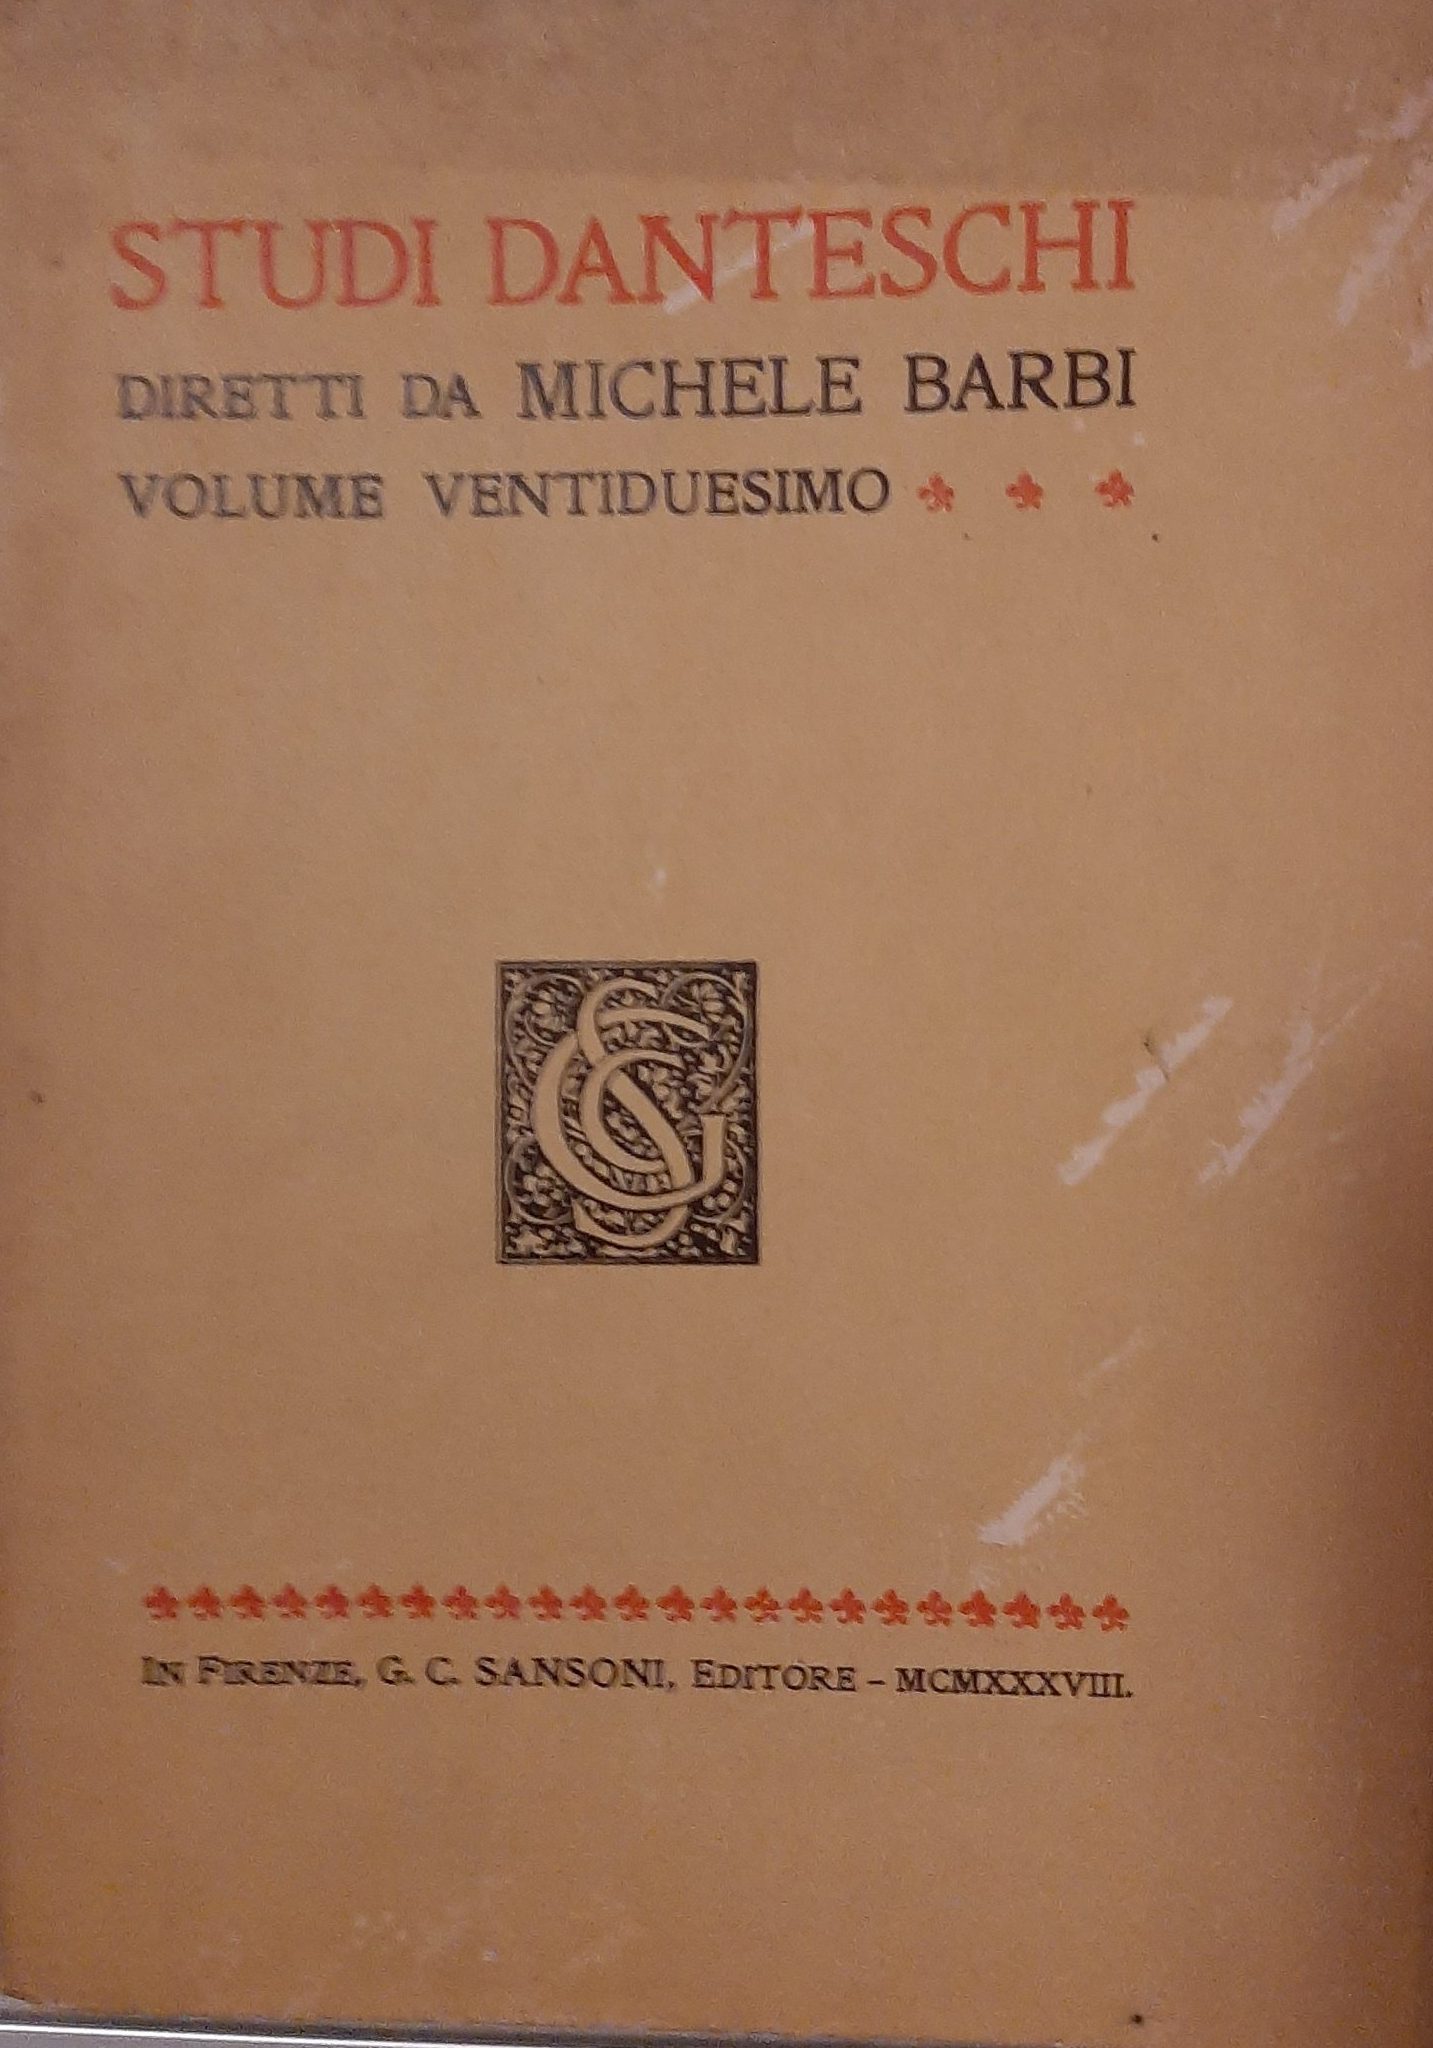 STUDI DANTESCHI
DIRETTI DA MICHELE BARBI
VOLUME VENTIDUESIMO
IN FIRENZE, G. C. SANSONI, EDITORE – MCMXXXVIII.